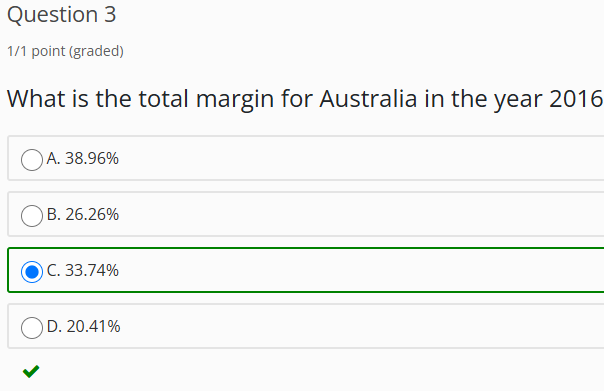 Question 3
1/1 point (graded)
What is the total margin for Australia in the year 2016
A. 38.96%
B. 26.26%
C. 33.74%
D. 20.41%